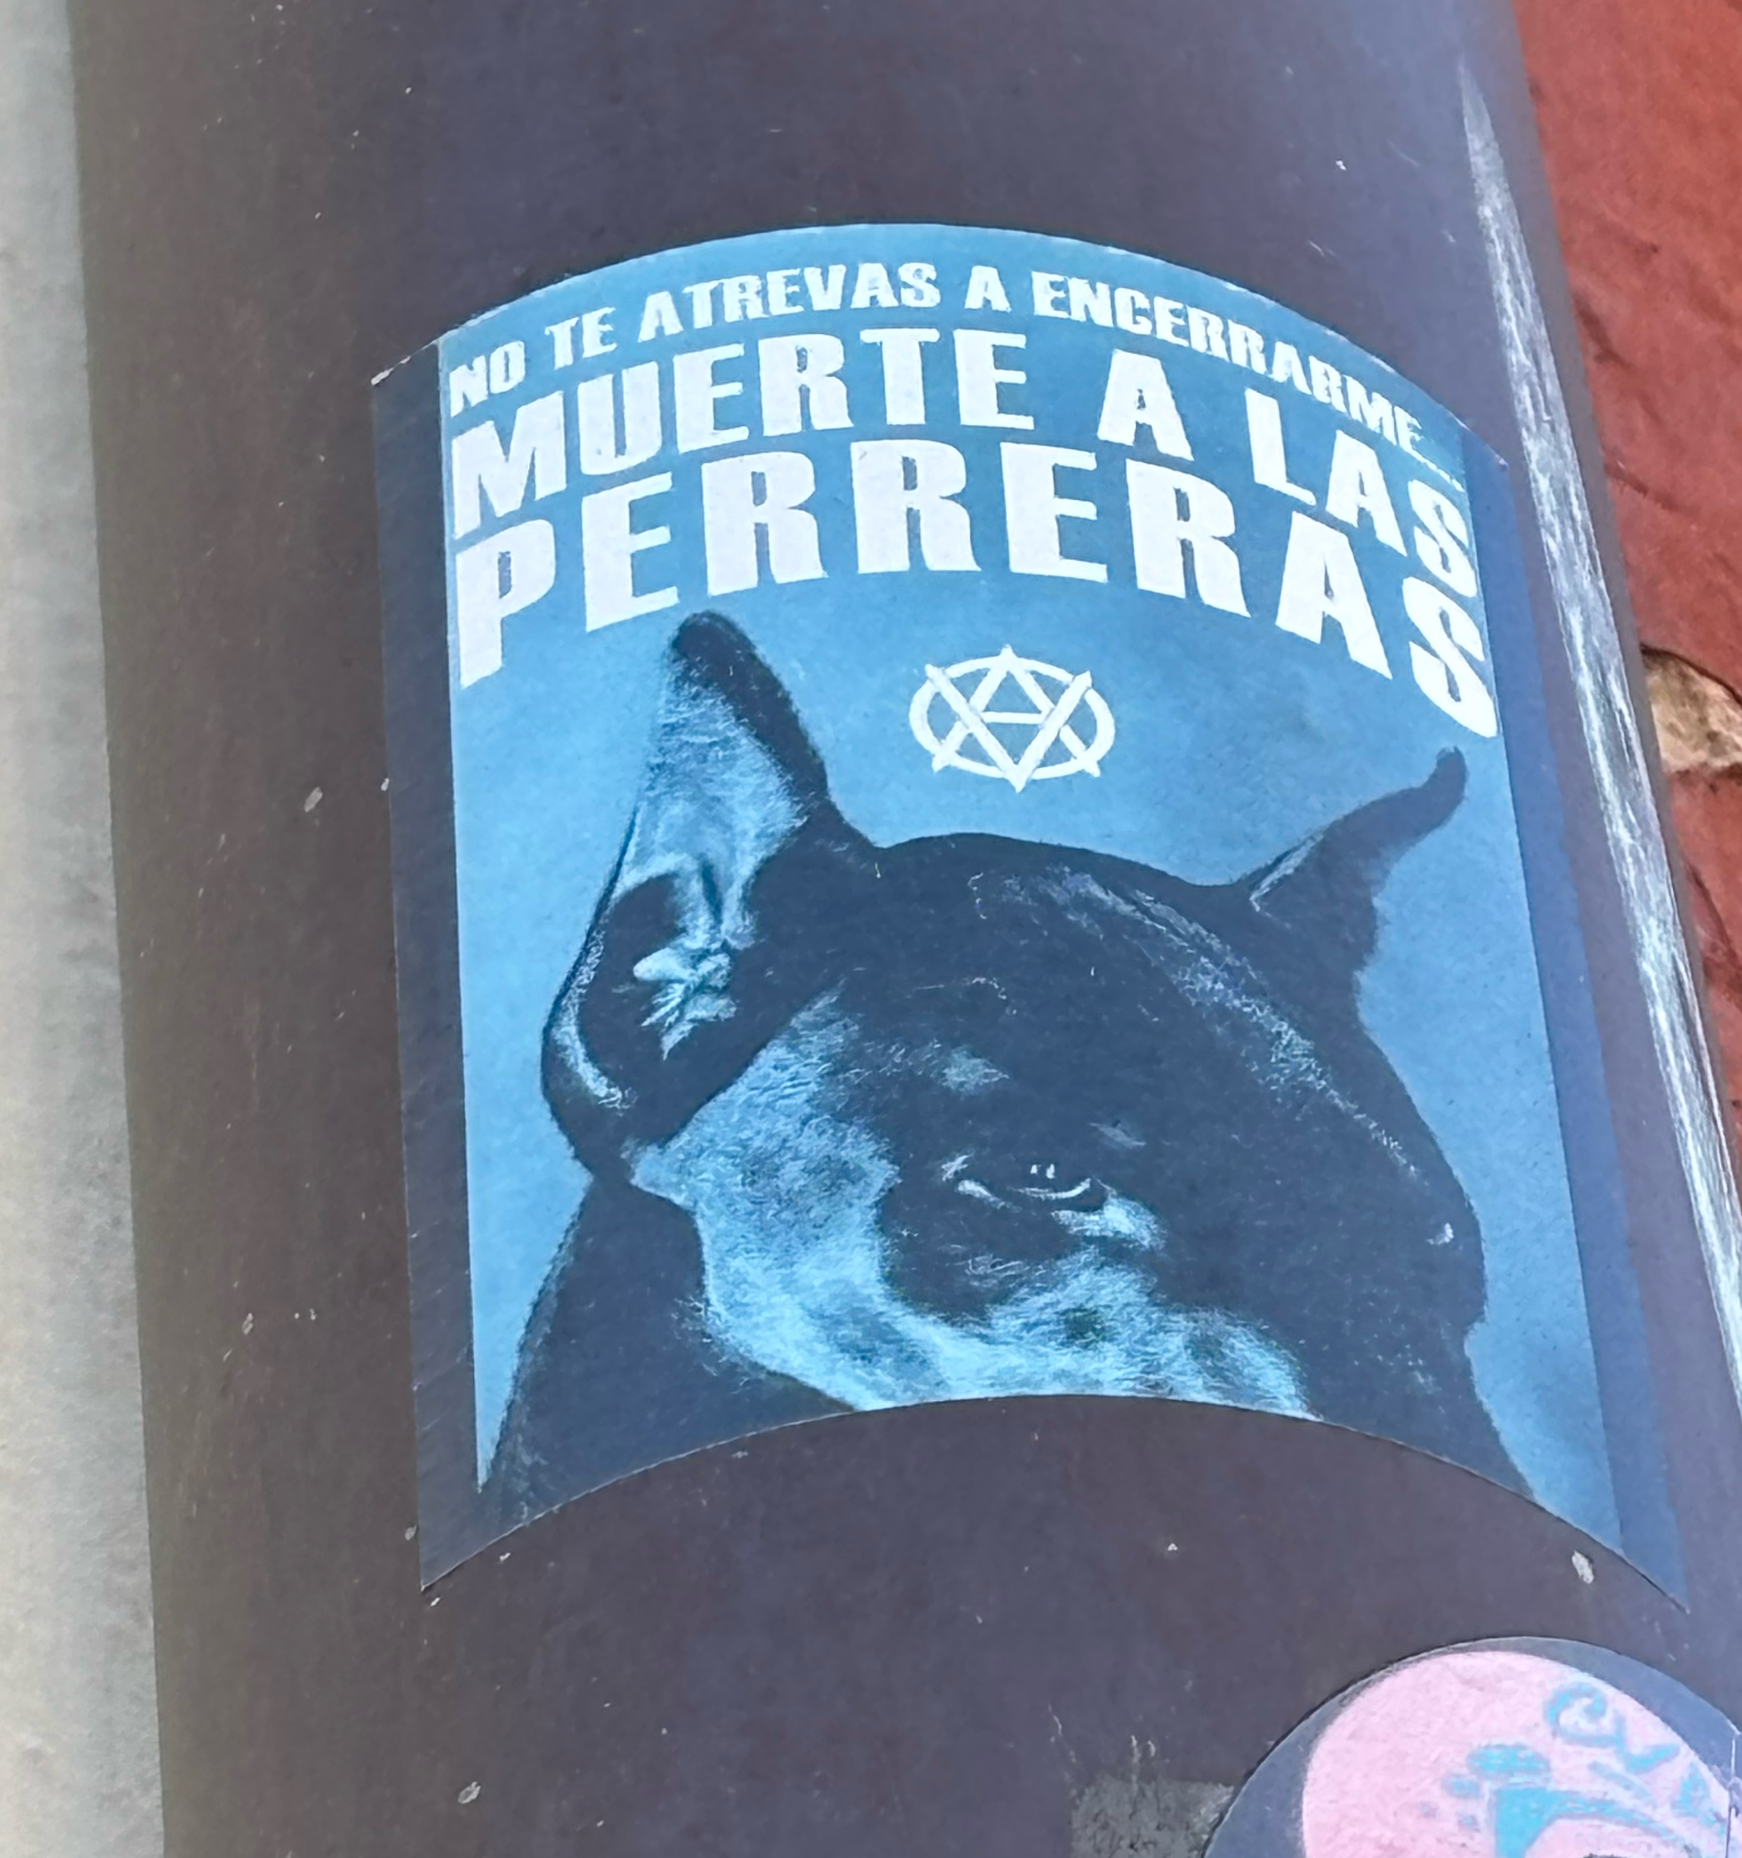 NO TE ATREVAS A ENCERRARME...
MUERTE A LAS
PERRERAS